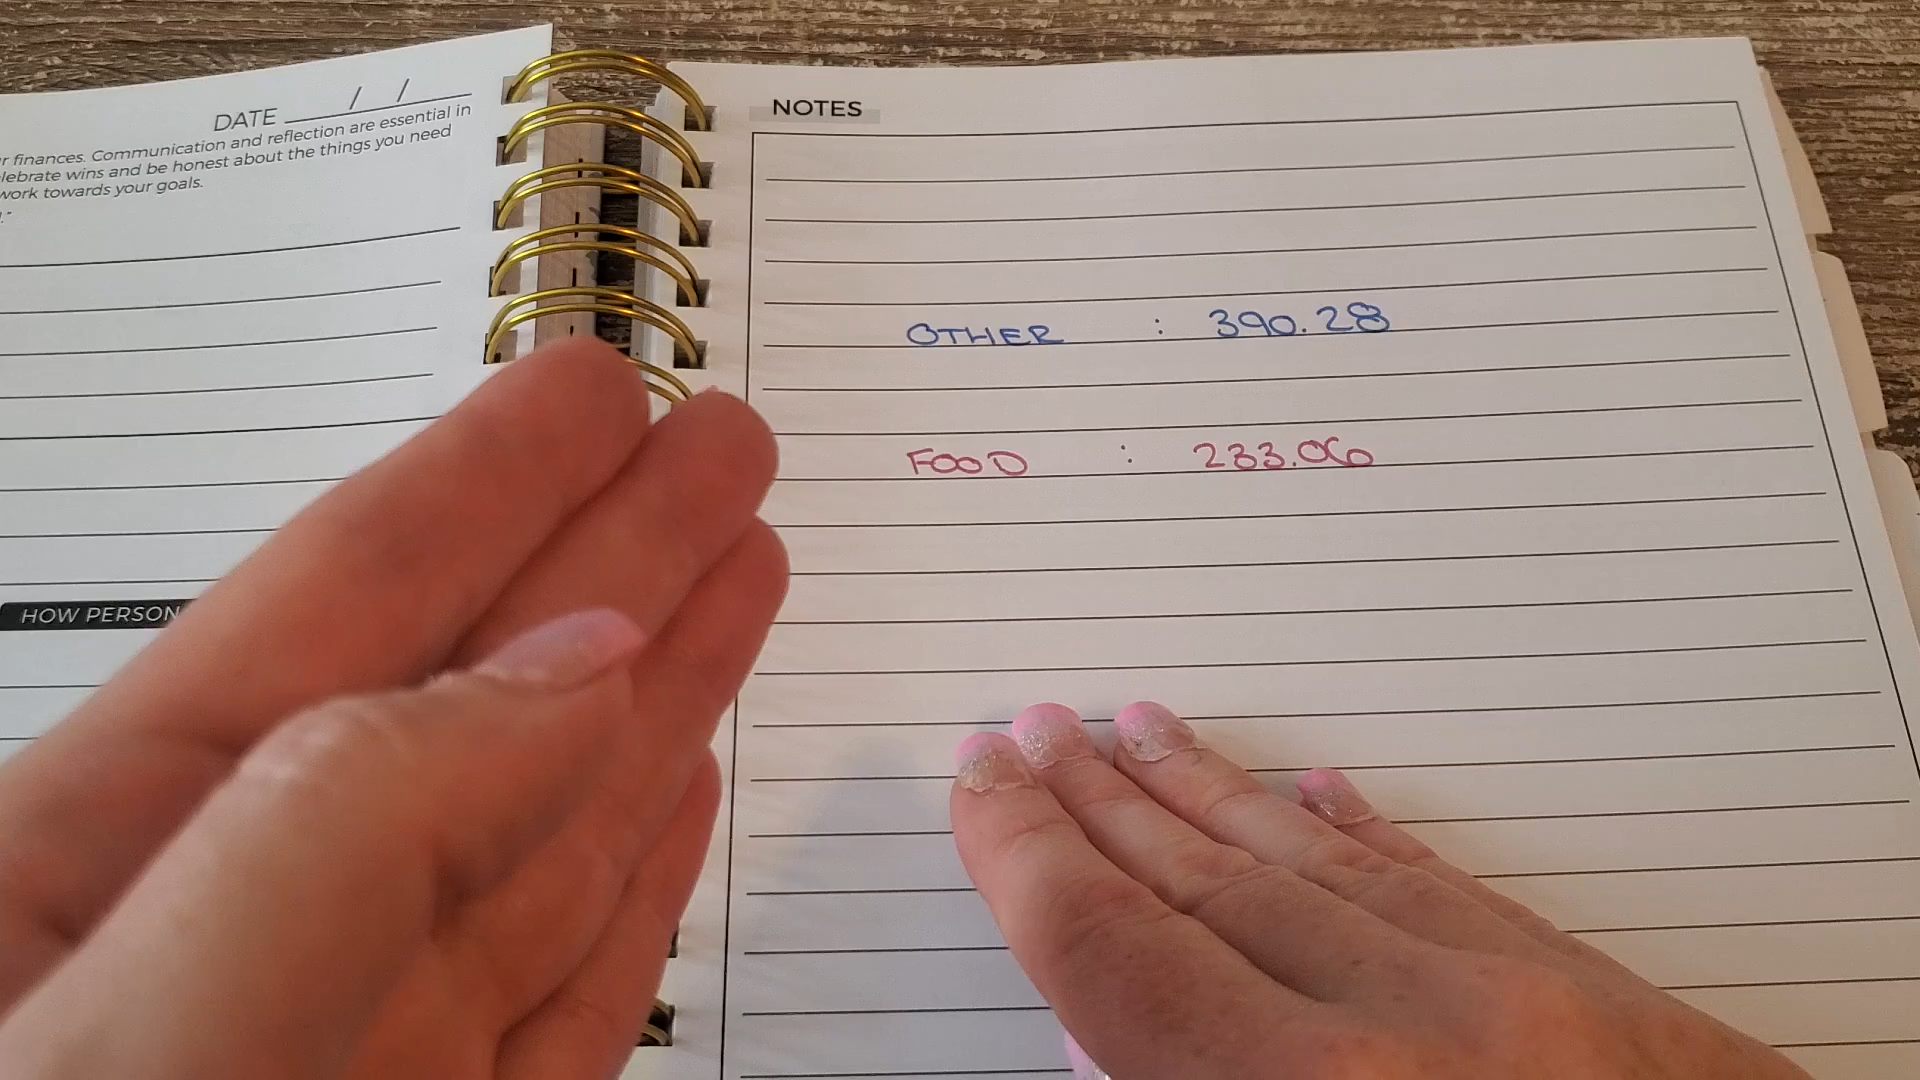 DATE / /
r finances. Communication and reflection are essential in
lebrate wins and be honest about the things you need
work towards your goals.
."
HOW PERSON
NOTES
OTHER : 390.28
FOOD : 233.06